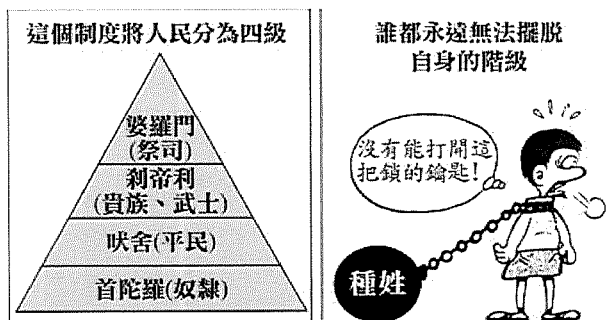 這個制度將人民分為四級
婆羅門
(祭司)
剎帝利
(貴族、武士)
吠舍(平民)
首陀羅(奴隸)
誰都永遠無法擺脫
自身的階級
沒有能打開這
把鎖的鑰匙!
種姓